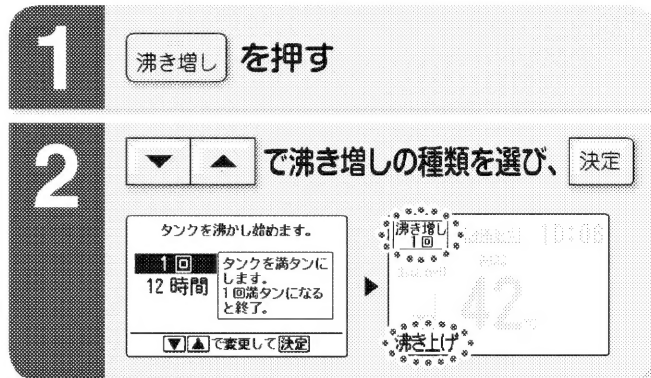 1
沸き増し を押す
2
▼ ▲ で沸き増しの種類を選び、 決定
タンクを沸かし始めます。
1回
12時間
タンクを満タンに
します。
1回満タンになる
と終了。
▼▲で変更して決定
▶
沸き増し
1回
10:08
42
沸き上げ